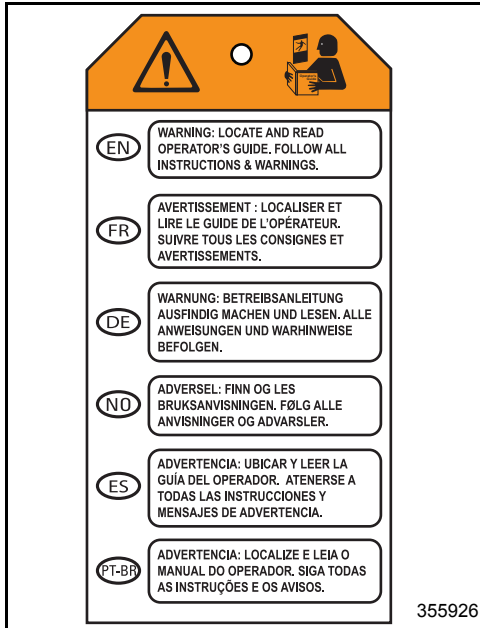 EN
WARNING: LOCATE AND READ
OPERATOR'S GUIDE. FOLLOW ALL
INSTRUCTIONS & WARNINGS.
FR
AVERTISSEMENT : LOCALISER ET
LIRE LE GUIDE DE L'OPÉRATEUR.
SUIVRE TOUS LES CONSIGNES ET
AVERTISSEMENTS.
DE
WARNUNG: BETREIBSANLEITUNG
AUSFINDIG MACHEN UND LESEN. ALLE
ANWEISUNGEN UND WARHINWEISE
BEFOLGEN.
NO
ADVERSEL: FINN OG LES
BRUKSANVISNINGEN. FØLG ALLE
ANVISNINGER OG ADVARSLER.
ES
ADVERTENCIA: UBICAR Y LEER LA
GUÍA DEL OPERADOR. ATENERSE A
TODAS LAS INSTRUCCIONES Y
MENSAJES DE ADVERTENCIA.
PT-BR
ADVERTENCIA: LOCALIZE E LEIA O
MANUAL DO OPERADOR. SIGA TODAS
AS INSTRUÇÕES E OS AVISOS.
355926